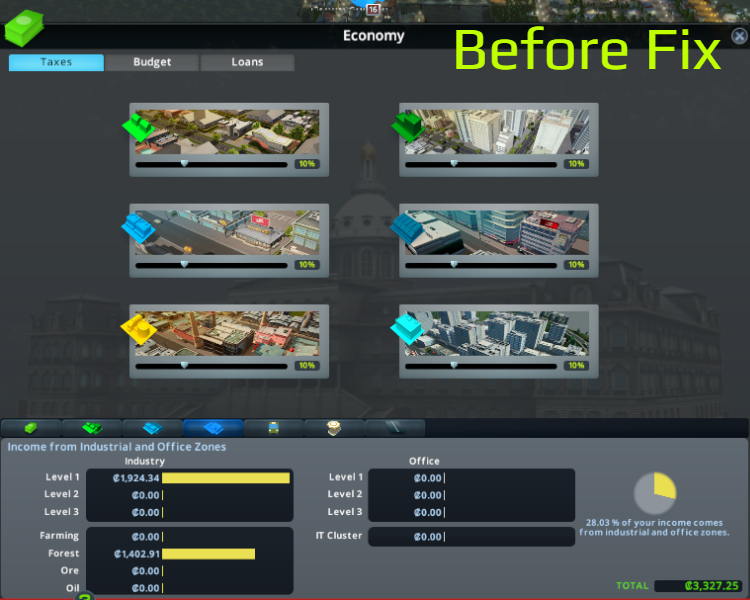 16
Economy
Before Fix
Taxes
Budget
Loans
10%
10%
10%
10%
10%
10%
Income from Industrial and Office Zones
Industry
Level 1 ₡1,924.34
Level 2 ₡0.00
Level 3 ₡0.00
Farming ₡0.00
Forest ₡1,402.91
Ore ₡0.00
Oil ₡0.00
Office
Level 1 ₡0.00
Level 2 ₡0.00
Level 3 ₡0.00
IT Cluster ₡0.00
28.03 % of your income comes
from industrial and office zones.
TOTAL ₡3,327.25